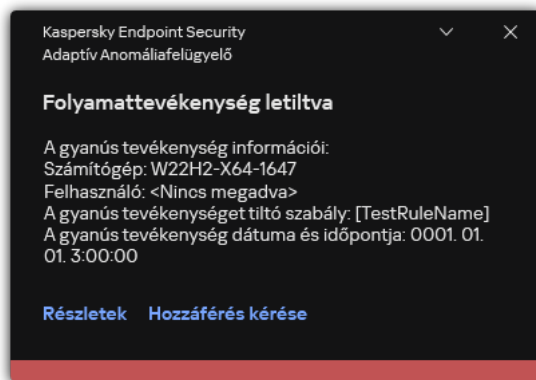 Kaspersky Endpoint Security
Adaptív Anomáliafelügyelő
Folyamattevékenység letiltva
A gyanús tevékenység információi:
Számítógép: W22H2-X64-1647
Felhasználó: <Nincs megadva>
A gyanús tevékenységet tiltó szabály: [TestRuleName]
A gyanús tevékenység dátuma és időpontja: 0001. 01.
01. 3:00:00
Részletek Hozzáférés kérése